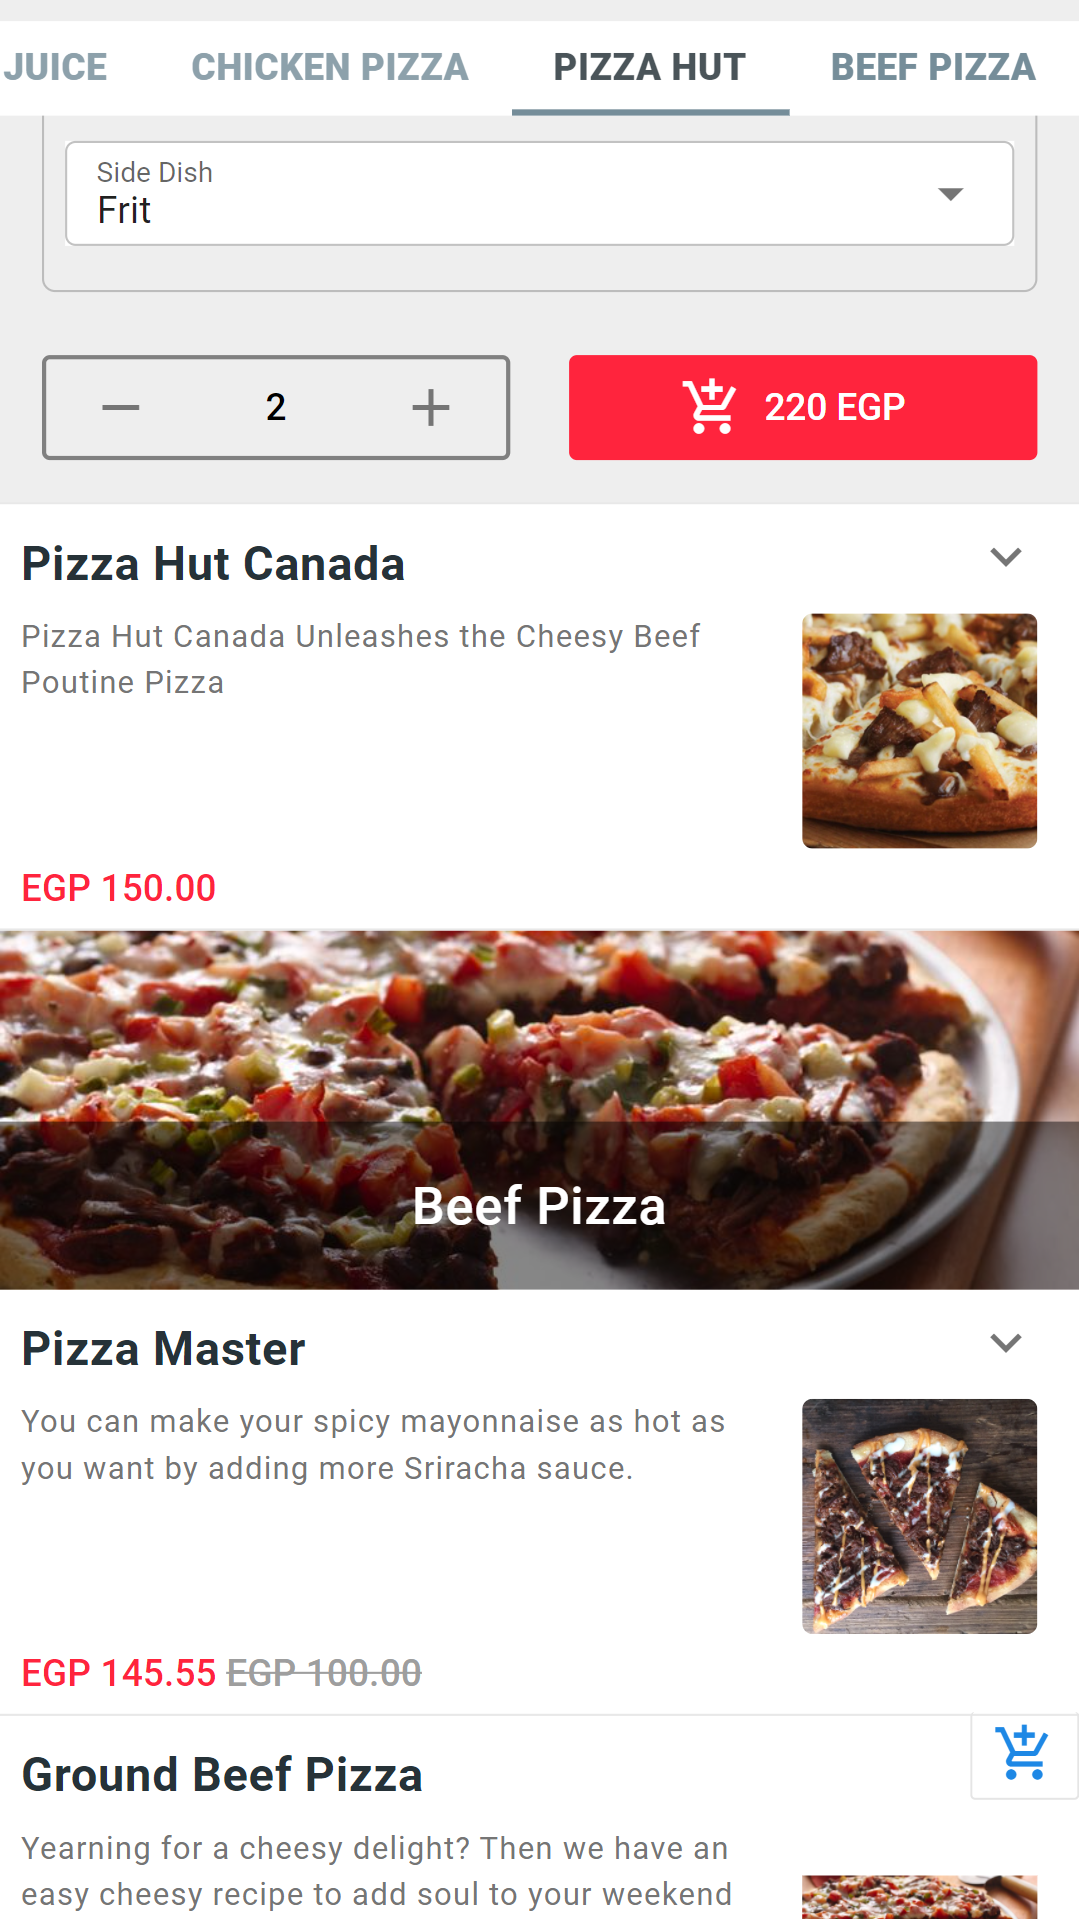 JUICE CHICKEN PIZZA PIZZA HUT BEEF PIZZA
Side Dish
Frit
2 220 EGP
Pizza Hut Canada
Pizza Hut Canada Unleashes the Cheesy Beef
Poutine Pizza
EGP 150.00
Beef Pizza
Pizza Master
You can make your spicy mayonnaise as hot as
you want by adding more Sriracha sauce.
EGP 145.55 EGP 100.00
Ground Beef Pizza
Yearning for a cheesy delight? Then we have an
easy cheesy recipe to add soul to your weekend